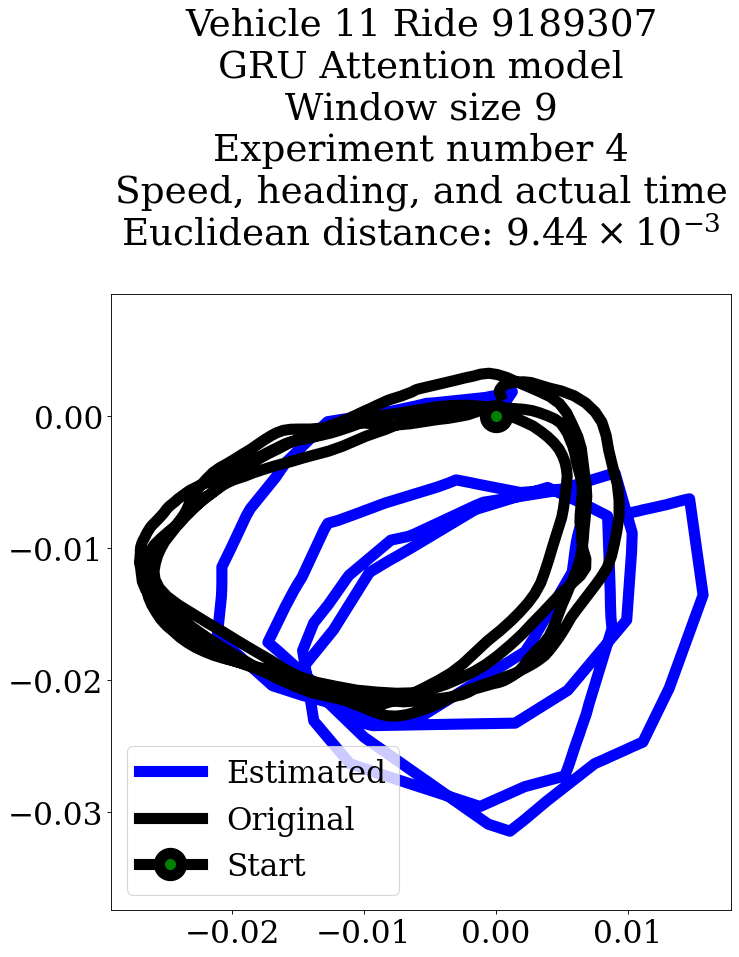 Vehicle 11 Ride 9189307
GRU Attention model
Window size 9
Experiment number 4
Speed, heading, and actual time
Euclidean distance: 9.44 × 10⁻³
0.00
−0.01
−0.02
−0.03
Estimated
Original
Start
−0.02 −0.01 0.00 0.01